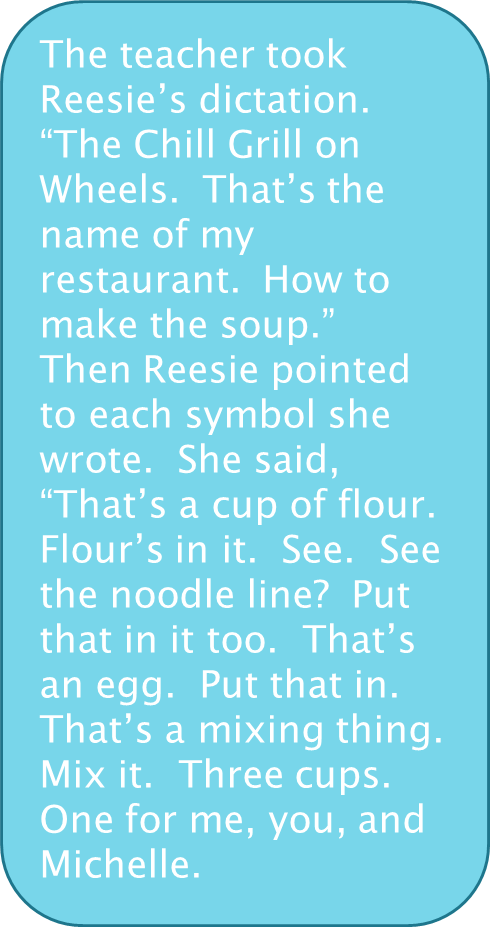 The teacher took
Reesie’s dictation.
“The Chill Grill on
Wheels.  That’s the
name of my
restaurant.  How to
make the soup.”
Then Reesie pointed
to each symbol she
wrote.  She said,
“That’s a cup of flour.
Flour’s in it.  See.  See
the noodle line?  Put
that in it too.  That’s
an egg.  Put that in.
That’s a mixing thing.
Mix it.  Three cups.
One for me, you, and
Michelle.